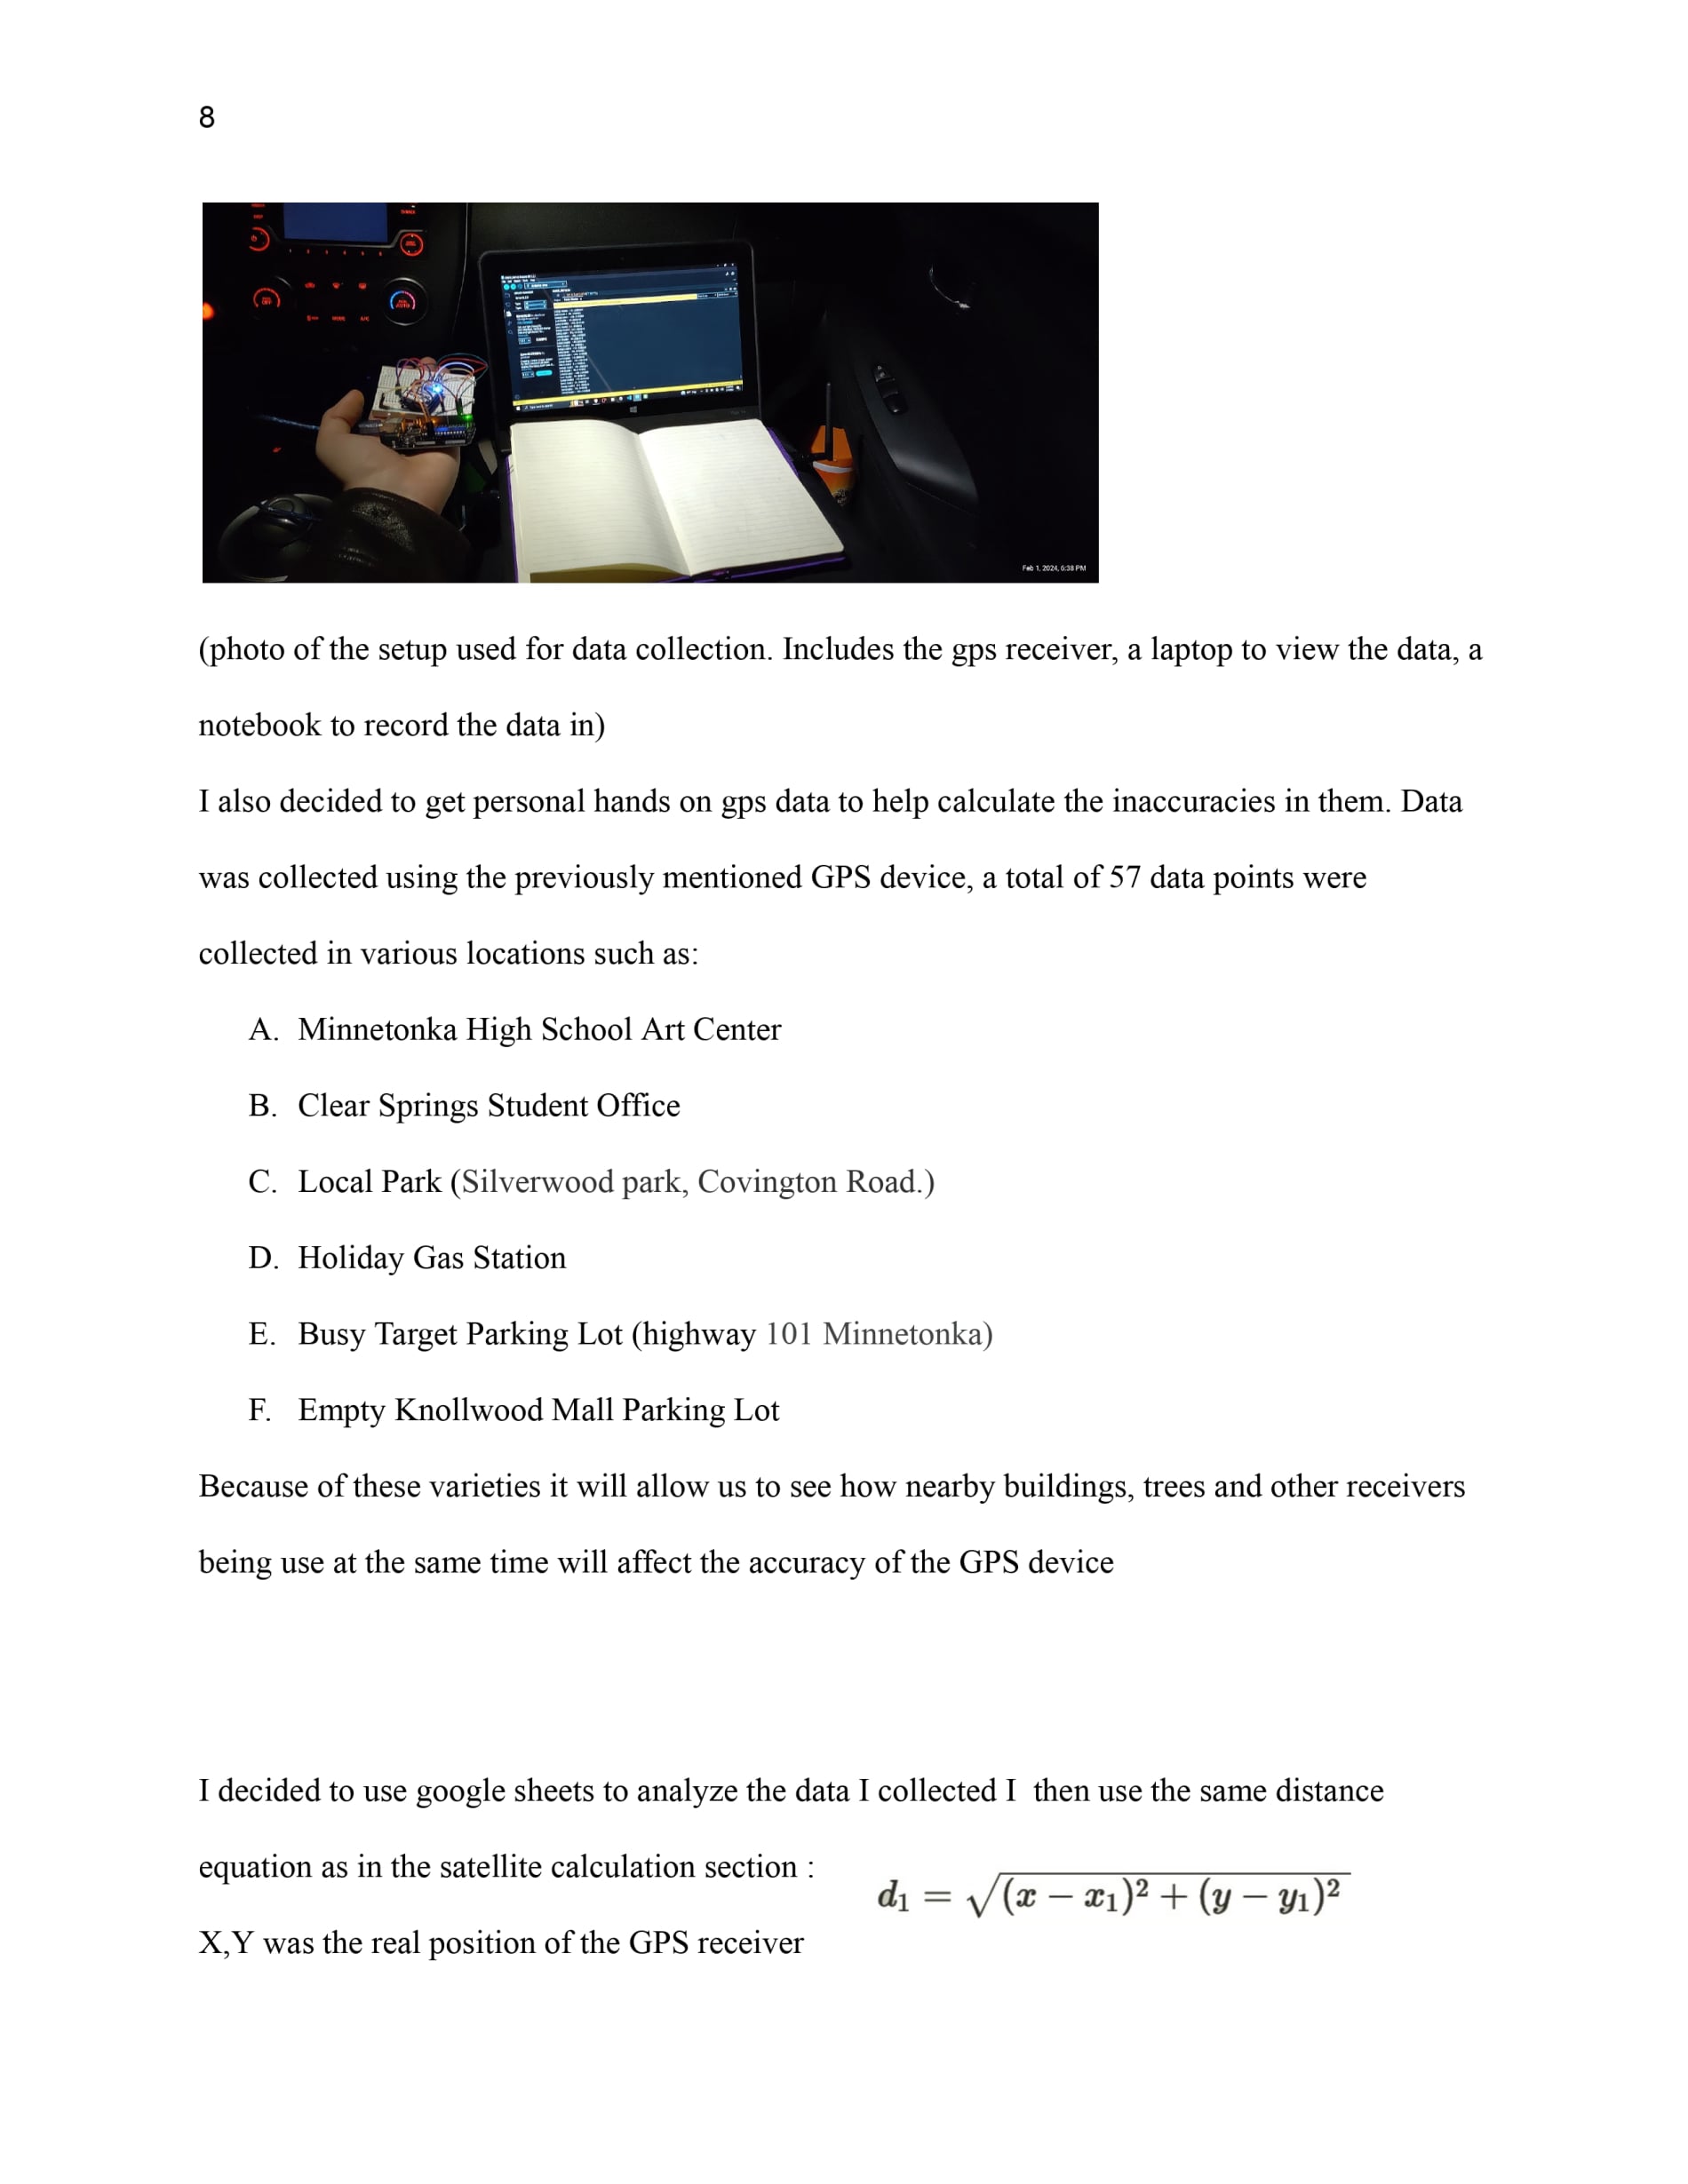 8
Feb 1, 2024, 6:38 PM
(photo of the setup used for data collection. Includes the gps receiver, a laptop to view the data, a
notebook to record the data in)
I also decided to get personal hands on gps data to help calculate the inaccuracies in them. Data
was collected using the previously mentioned GPS device, a total of 57 data points were
collected in various locations such as:
A. Minnetonka High School Art Center
B. Clear Springs Student Office
C. Local Park (Silverwood park, Covington Road.)
D. Holiday Gas Station
E. Busy Target Parking Lot (highway 101 Minnetonka)
F. Empty Knollwood Mall Parking Lot
Because of these varieties it will allow us to see how nearby buildings, trees and other receivers
being use at the same time will affect the accuracy of the GPS device
I decided to use google sheets to analyze the data I collected I  then use the same distance
equation as in the satellite calculation section :
d₁ = √(x − x₁)² + (y − y₁)²
X,Y was the real position of the GPS receiver